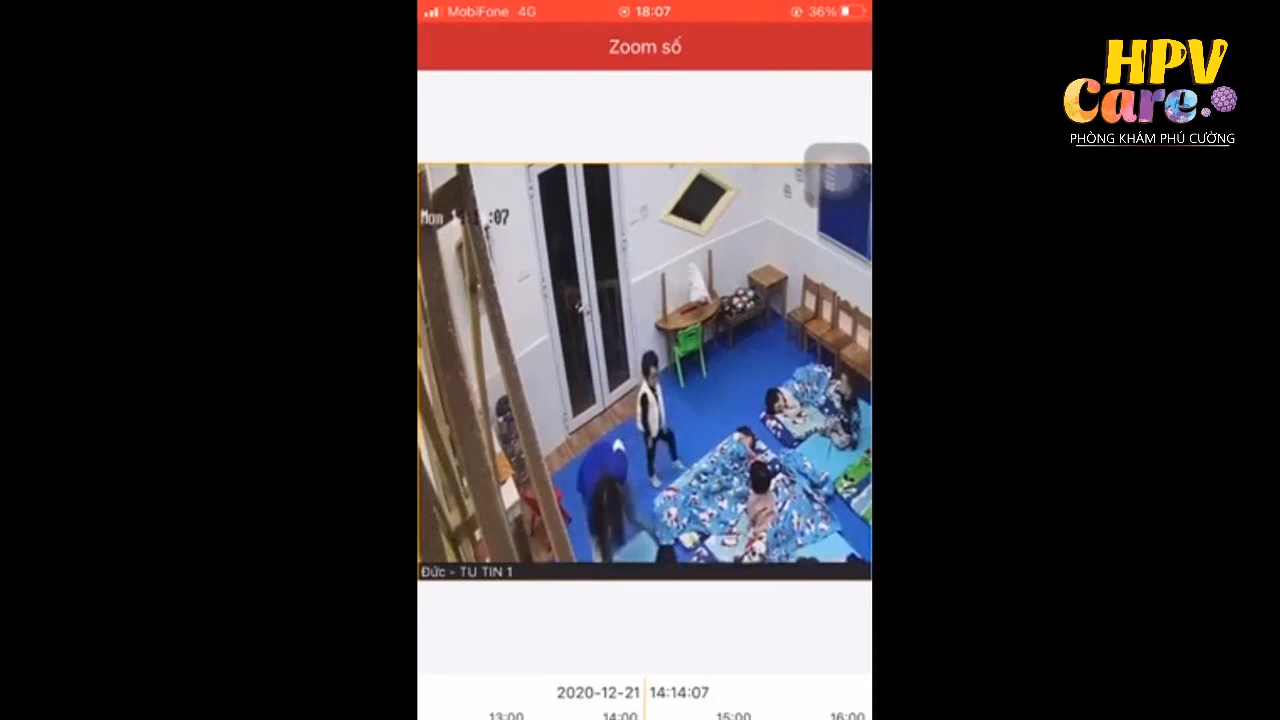 MobiFone 4G 18:07 36%
Zoom số
HPV
Care
PHÒNG KHÁM PHÚ CƯỜNG
Mon :07
Đức - TU TIN 1
2020-12-21 14:14:07
13:00 14:00 15:00 16:00